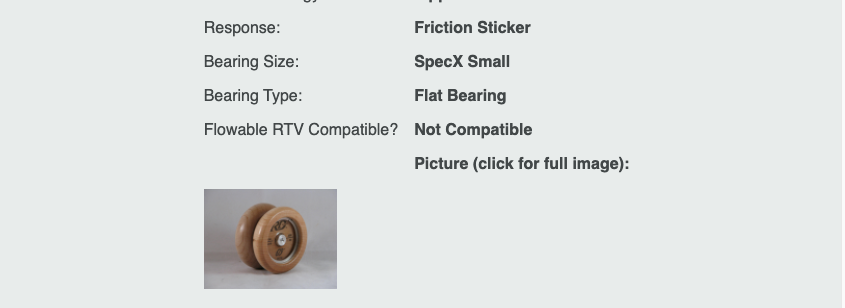 Response: Friction Sticker
Bearing Size: SpecX Small
Bearing Type: Flat Bearing
Flowable RTV Compatible? Not Compatible
Picture (click for full image):